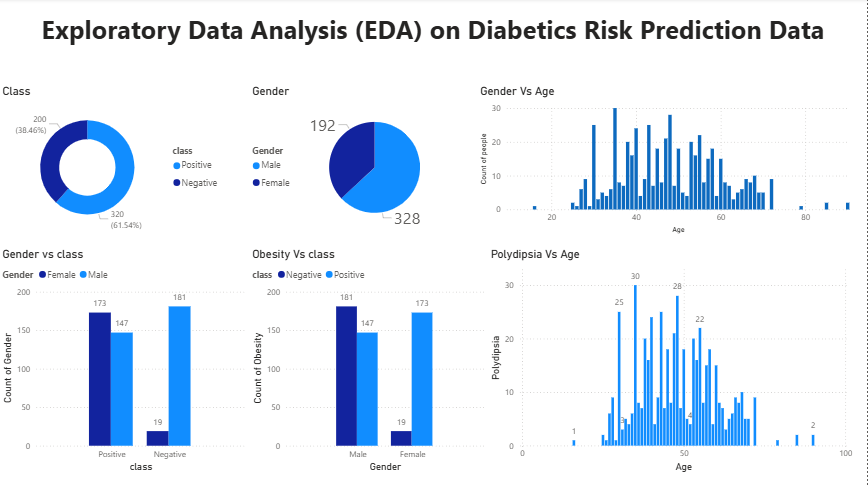 Exploratory Data Analysis (EDA) on Diabetics Risk Prediction Data
Class
200
(38.46%)
320
(61.54%)
class
Positive
Negative
Gender
192
328
Gender
Male
Female
Gender Vs Age
Count of people
30
20
10
0
20
40
60
80
Age
Gender vs class
Gender Female Male
Count of Gender
200
150
100
50
0
173
147
19
181
Positive
Negative
class
Obesity Vs class
class Negative Positive
Count of Obesity
200
150
100
50
0
181
147
19
173
Male
Female
Gender
Polydipsia Vs Age
Polydipsia
30
20
10
0
1
25
3
30
28
4
22
2
0
50
100
Age